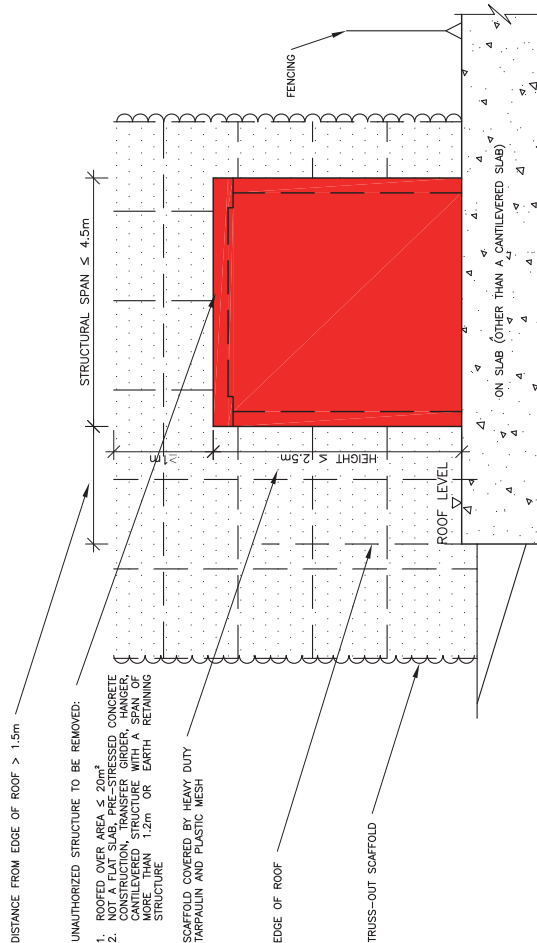 DISTANCE FROM EDGE OF ROOF > 1.5m
UNAUTHORIZED STRUCTURE TO BE REMOVED:
1. ROOFED OVER AREA ≤ 20m²
2. NOT A FLAT SLAB, PRE-STRESSED CONCRETE
CONSTRUCTION, TRANSFER GIRDER, HANGER,
CANTILEVERED STRUCTURE WITH A SPAN OF
MORE THAN 1.2m OR EARTH RETAINING
STRUCTURE
SCAFFOLD COVERED BY HEAVY DUTY
TARPAULIN AND PLASTIC MESH
EDGE OF ROOF
TRUSS-OUT SCAFFOLD
STRUCTURAL SPAN ≤ 4.5m
≥1m
HEIGHT ≤ 2.5m
ROOF LEVEL
FENCING
ON SLAB (OTHER THAN A CANTILEVERED SLAB)